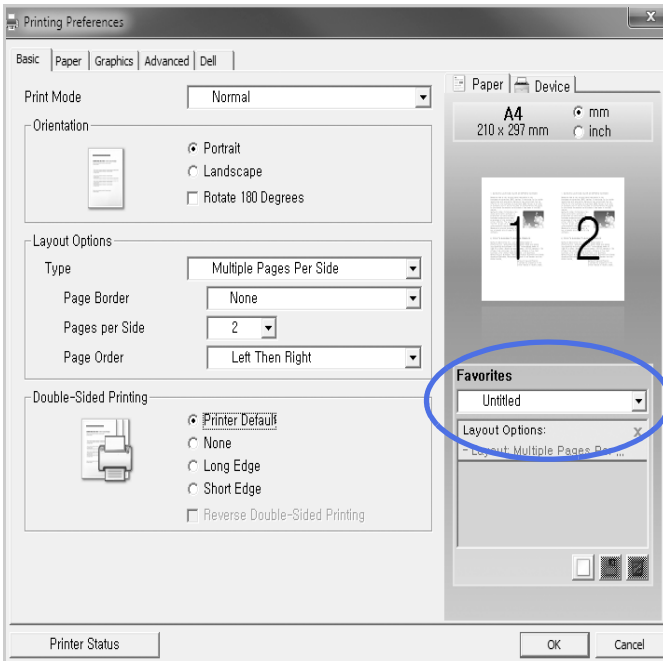 Printing Preferences
x
Basic Paper Graphics Advanced Dell
Print Mode Normal
Orientation
Portrait
Landscape
Rotate 180 Degrees
Layout Options
Type Multiple Pages Per Side
Page Border None
Pages per Side 2
Page Order Left Then Right
Double-Sided Printing
Printer Default
None
Long Edge
Short Edge
Reverse Double-Sided Printing
Paper Device
A4 mm
210 x 297 mm inch
1 2
Favorites
Untitled
Layout Options: x
- Layout: Multiple Pages Per ...
Printer Status OK Cancel